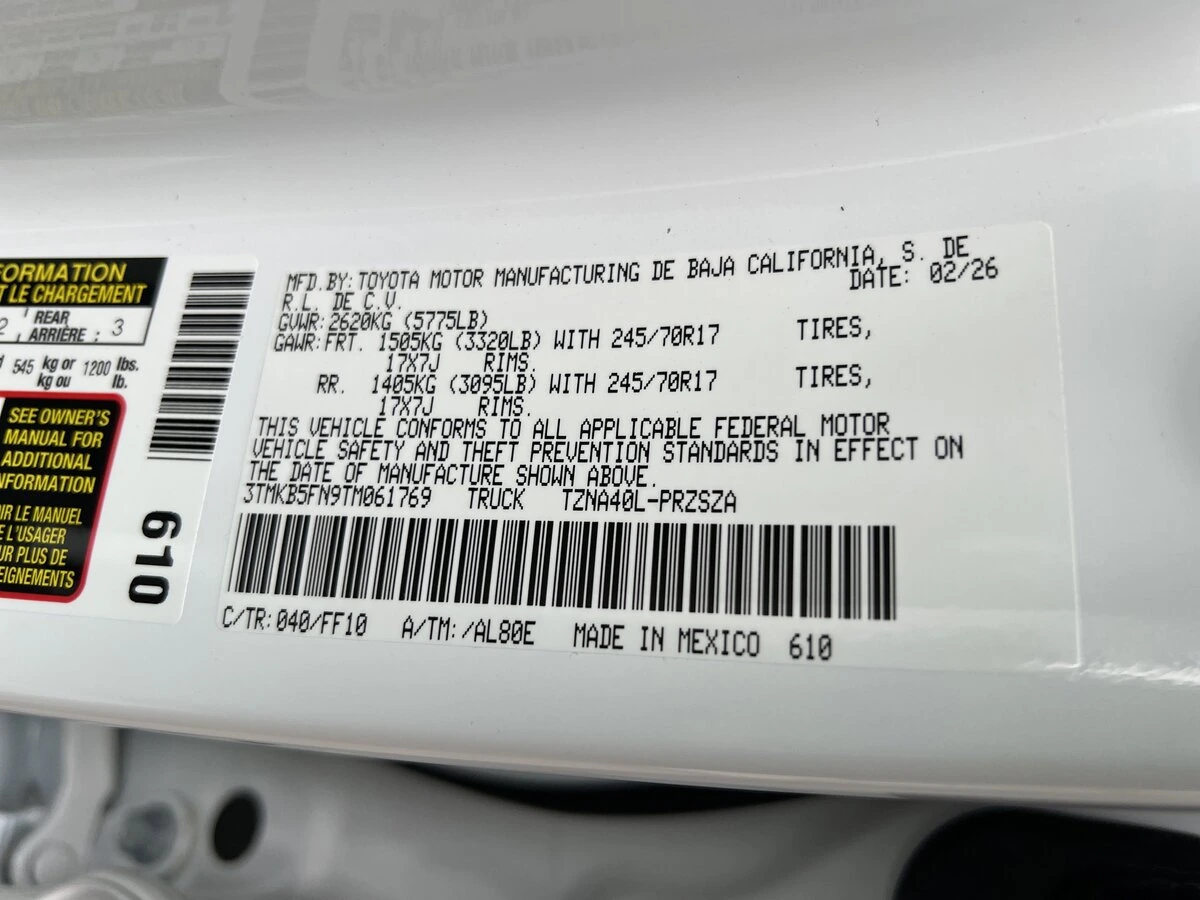 FORMATION
T LE CHARGEMENT
2 REAR
, ARRIÈRE : 3
545 kg or 1200 lbs.
kg ou lb.
SEE OWNER'S
MANUAL FOR
ADDITIONAL
NFORMATION
IR LE MANUEL
E L'USAGER
UR PLUS DE
EIGNEMENTS
610
MFD.BY:TOYOTA MOTOR MANUFACTURING DE BAJA CALIFORNIA, S. DE
R.L. DE C.V. DATE: 02/26
GVWR:2620KG (5775LB)
GAWR:FRT. 1505KG (3320LB) WITH 245/70R17 TIRES,
17X7J RIMS.
RR. 1405KG (3095LB) WITH 245/70R17 TIRES,
17X7J RIMS.
THIS VEHICLE CONFORMS TO ALL APPLICABLE FEDERAL MOTOR
VEHICLE SAFETY AND THEFT PREVENTION STANDARDS IN EFFECT ON
THE DATE OF MANUFACTURE SHOWN ABOVE.
3TMKB5FN9TM061769 TRUCK TZNA40L-PRZSZA
C/TR:040/FF10 A/TM:/AL80E MADE IN MEXICO 610